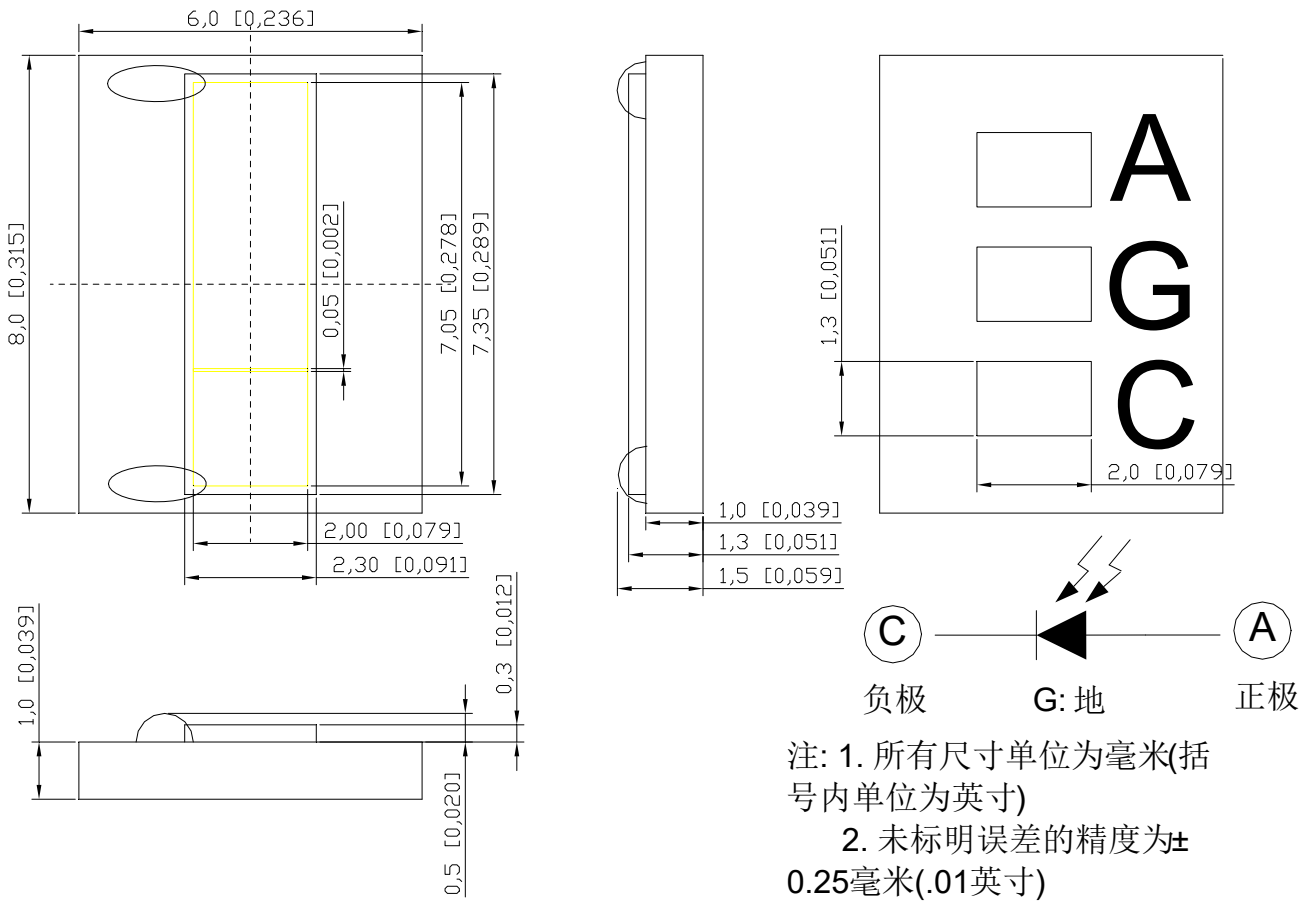 6,0 [0,236]
8,0 [0,315]
0,05 [0,002]
7,05 [0,278]
7,35 [0,289]
2,00 [0,079]
2,30 [0,091]
1,0 [0,039]
1,3 [0,051]
1,5 [0,059]
A
G
C
1,3 [0,051]
2,0 [0,079]
1,0 [0,039]
0,3 [0,012]
0,5 [0,020]
C
A
负极
G: 地
正极
注: 1. 所有尺寸单位为毫米(括
号内单位为英寸)
2. 未标明误差的精度为±
0.25毫米(.01英寸)